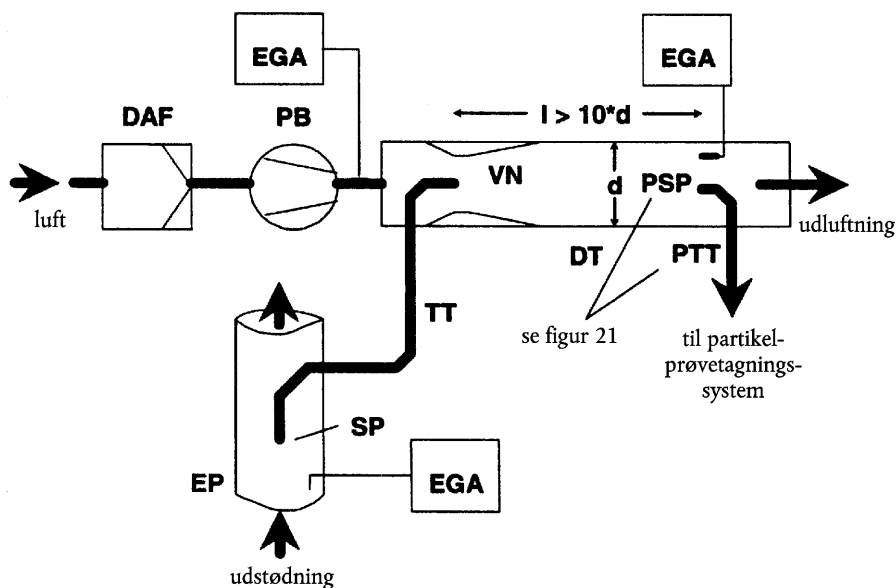 EGA
EGA
DAF
PB
l > 10*d
VN
d
PSP
luft
udluftning
DT
PTT
TT
se figur 21
til partikel-
prøvetagnings-
system
SP
EP
EGA
udstødning